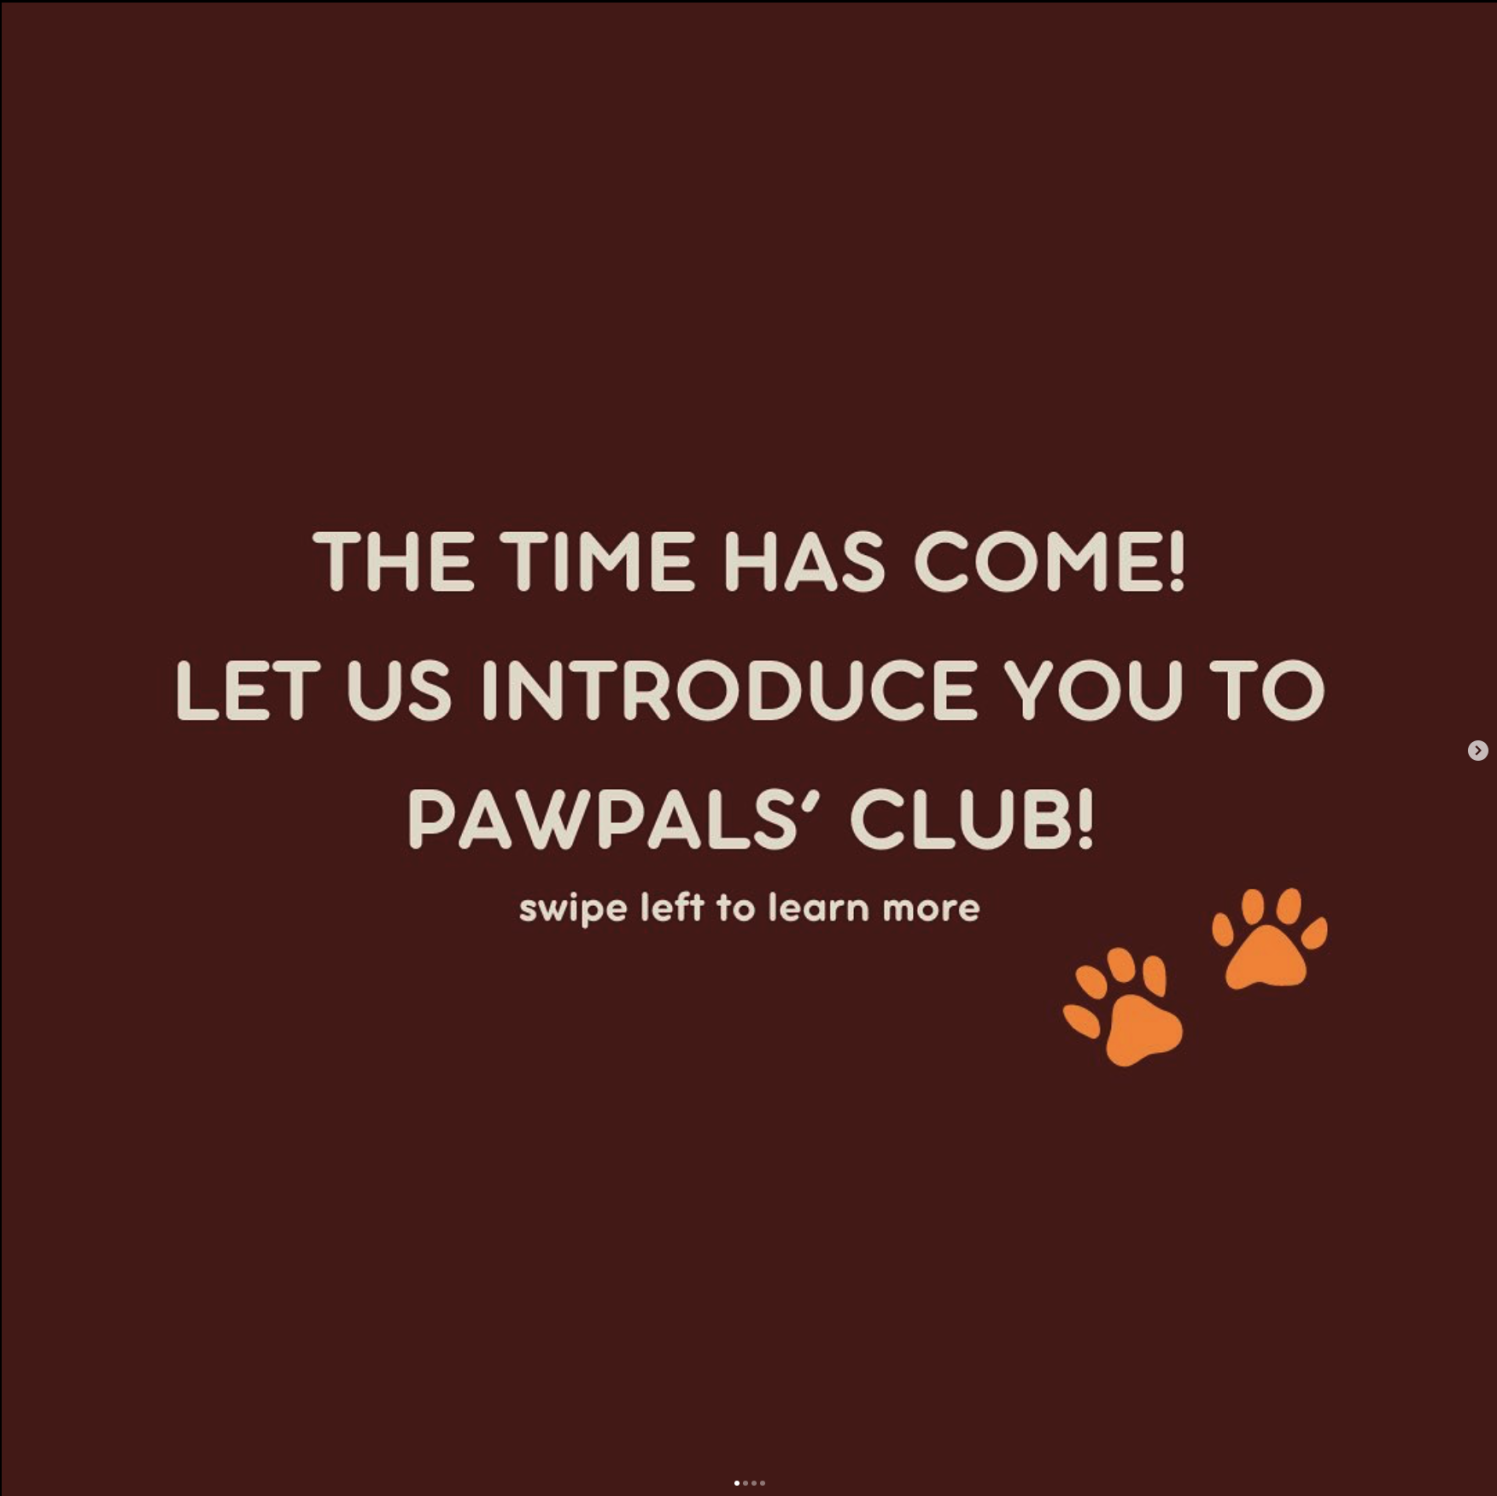 THE TIME HAS COME!
LET US INTRODUCE YOU TO
PAWPALS' CLUB!
swipe left to learn more